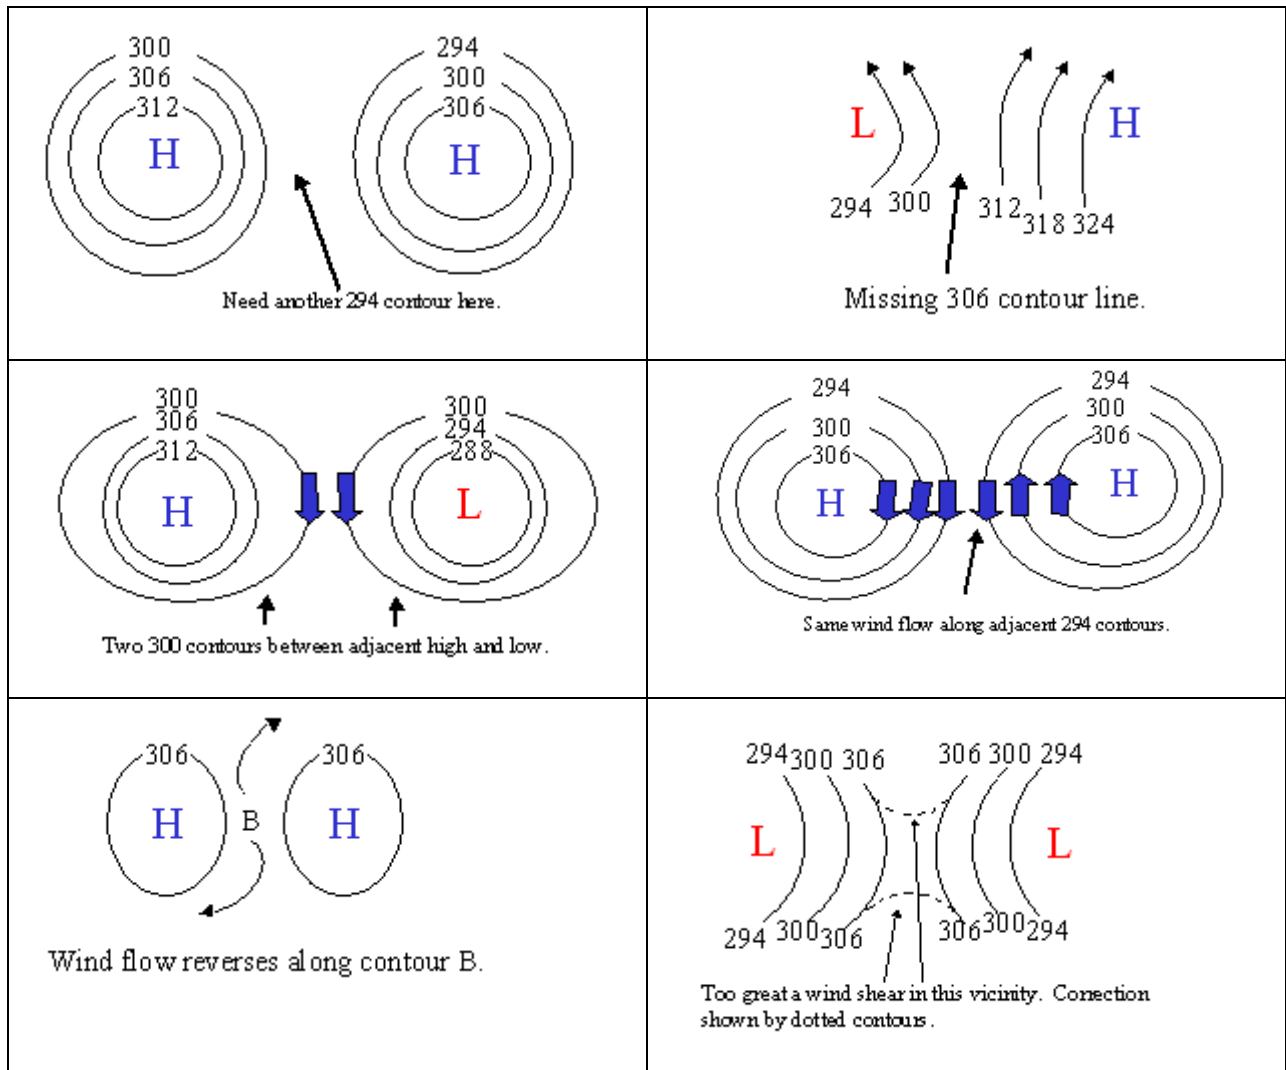 300
306
312
H
294
300
306
H
Need another 294 contour here.
L
H
294 300
312 318 324
Missing 306 contour line.
300
306
312
H
300
294
288
L
Two 300 contours between adjacent high and low.
294
300
306
H
294
300
306
H
Same wind flow along adjacent 294 contours.
306
H
B
306
H
Wind flow reverses along contour B.
294 300 306
306 300 294
L
L
294 300 306
306 300 294
Too great a wind shear in this vicinity. Correction
shown by dotted contours.